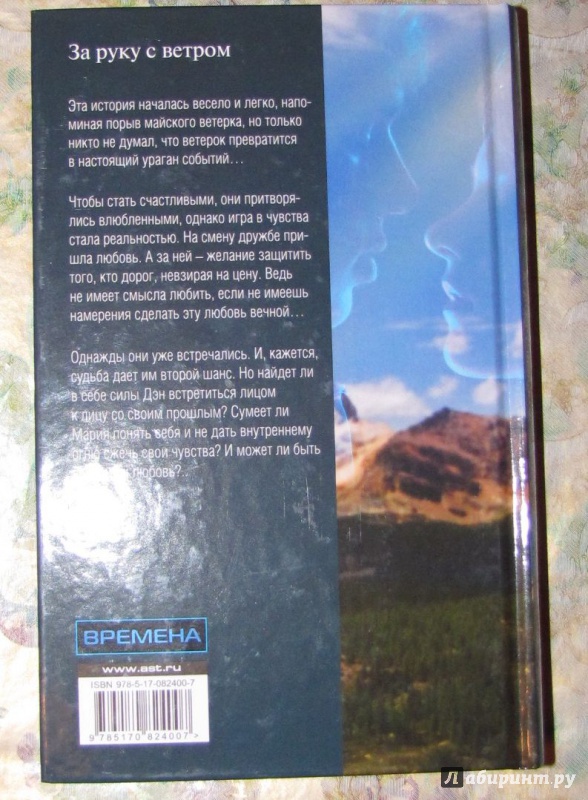 За руку с ветром
Эта история началась весело и легко, напо-
миная порыв майского ветерка, но только
никто не думал, что ветерок превратится
в настоящий ураган событий…
Чтобы стать счастливыми, они притворя-
лись влюбленными, однако игра в чувства
стала реальностью. На смену дружбе при-
шла любовь. А за ней – желание защитить
того, кто дорог, невзирая на цену. Ведь
не имеет смысла любить, если не имеешь
намерения сделать эту любовь вечной…
Однажды они уже встречались. И, кажется,
судьба дает им второй шанс. Но найдет ли
в себе силы Дэн встретиться лицом
к лицу со своим прошлым? Сумеет ли
Мария понять себя и не дать внутреннему
огню сжечь свои чувства? И может ли быть
любовь?..
ВРЕМЕНА
www.ast.ru
ISBN 978-5-17-082400-7
9 785170 824007 >
Лабиринт.ру